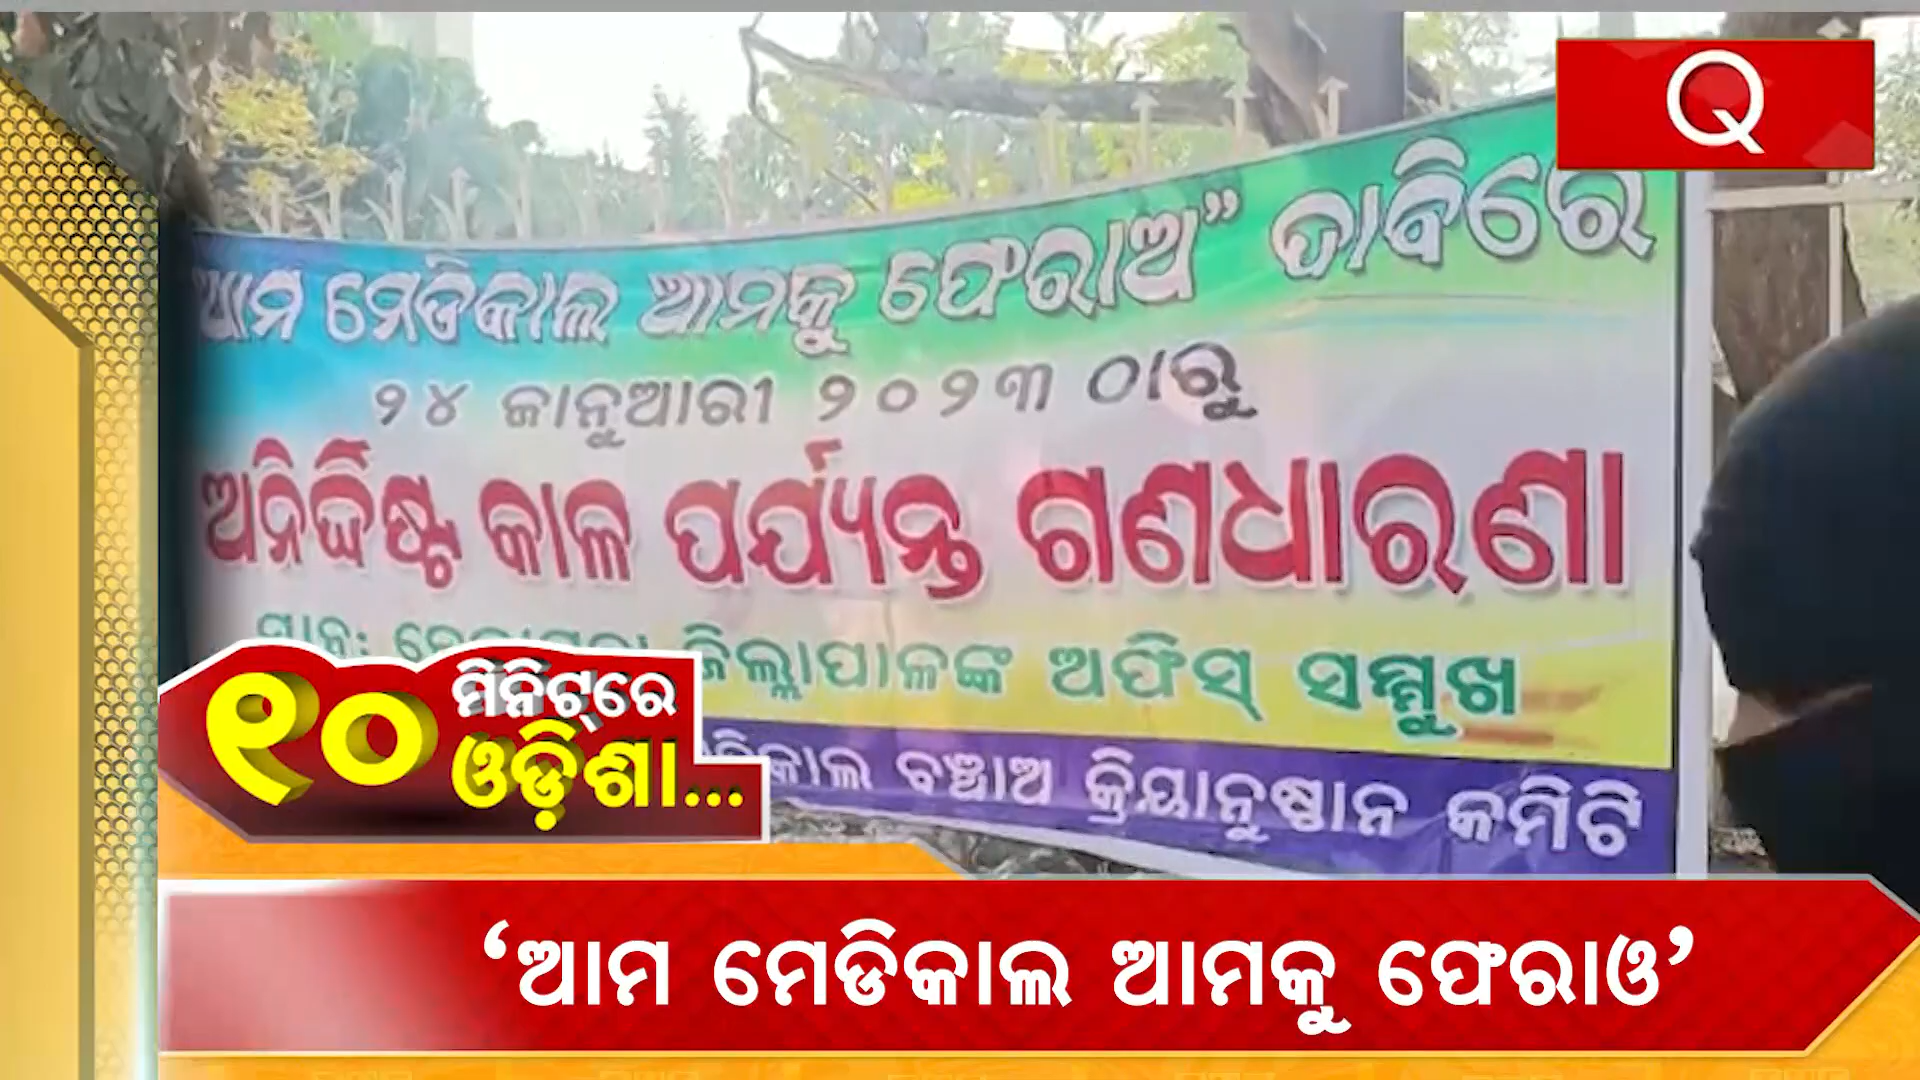 Q
ଆମ ମେଡିକାଲ ଆମକୁ ଫେରାଅ” ଦାବିରେ
୨୪ ଜାନୁଆରୀ ୨୦୨୩ ଠାରୁ
ଅନିର୍ଦ୍ଦିଷ୍ଟ କାଳ ପର୍ଯ୍ୟନ୍ତ ଗଣଧାରଣା
ଜିଲ୍ଲାପାଳଙ୍କ ଅଫିସ୍ ସମ୍ମୁଖ
ବଞ୍ଚାଅ କ୍ରିୟାନୁଷ୍ଠାନ କମିଟି
୧୦ ମିନିଟ୍‌ରେ
ଓଡ଼ିଶା...
‘ଆମ ମେଡିକାଲ ଆମକୁ ଫେରାଓ’